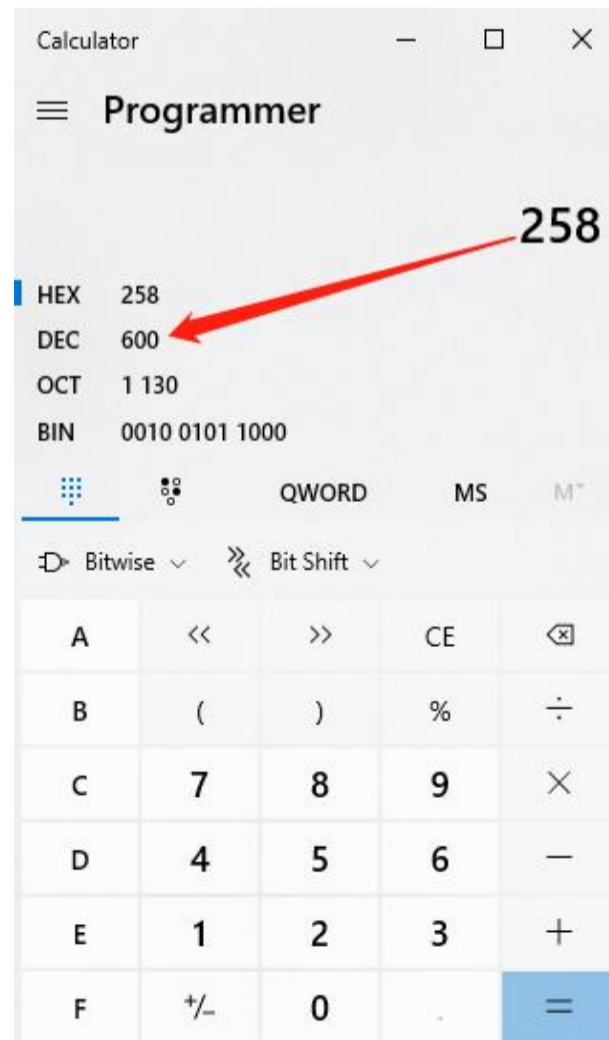 Calculator
Programmer
258
HEX 258
DEC 600
OCT 1 130
BIN 0010 0101 1000
QWORD MS M
Bitwise Bit Shift
A << >> CE
B ( ) % ÷
C 7 8 9 ×
D 4 5 6 −
E 1 2 3 +
F +/− 0 . =